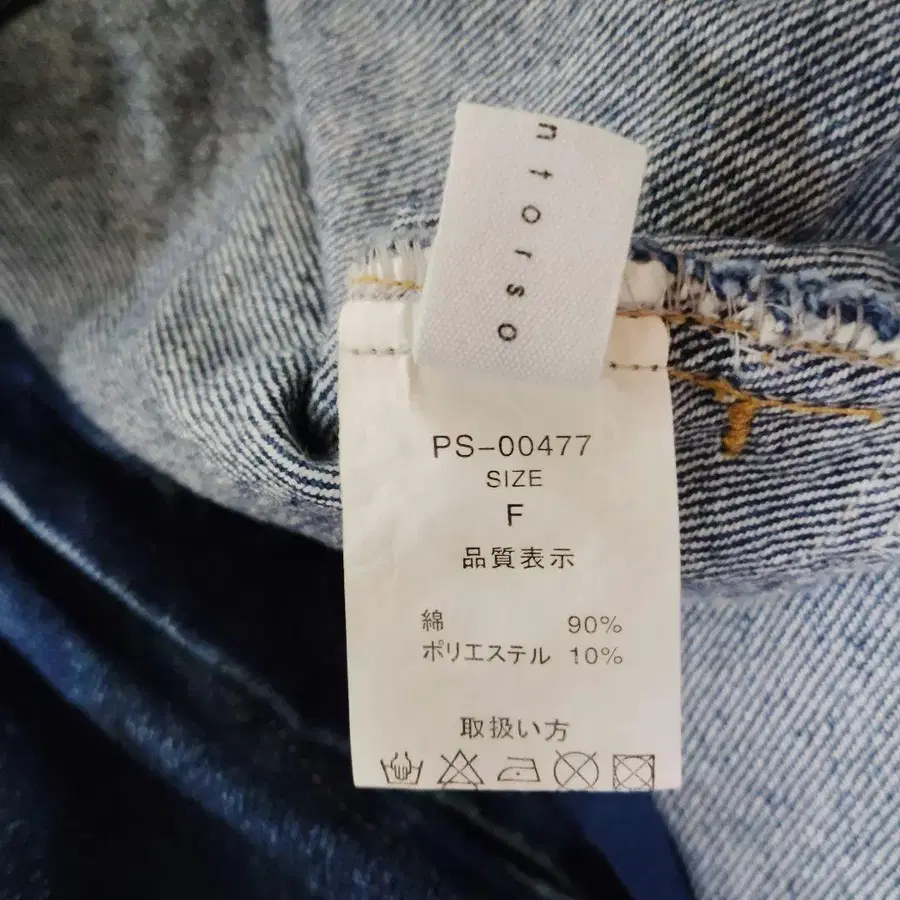 n torso
PS-00477
SIZE
F
品質表示
綿 90%
ポリエステル 10%
取扱い方